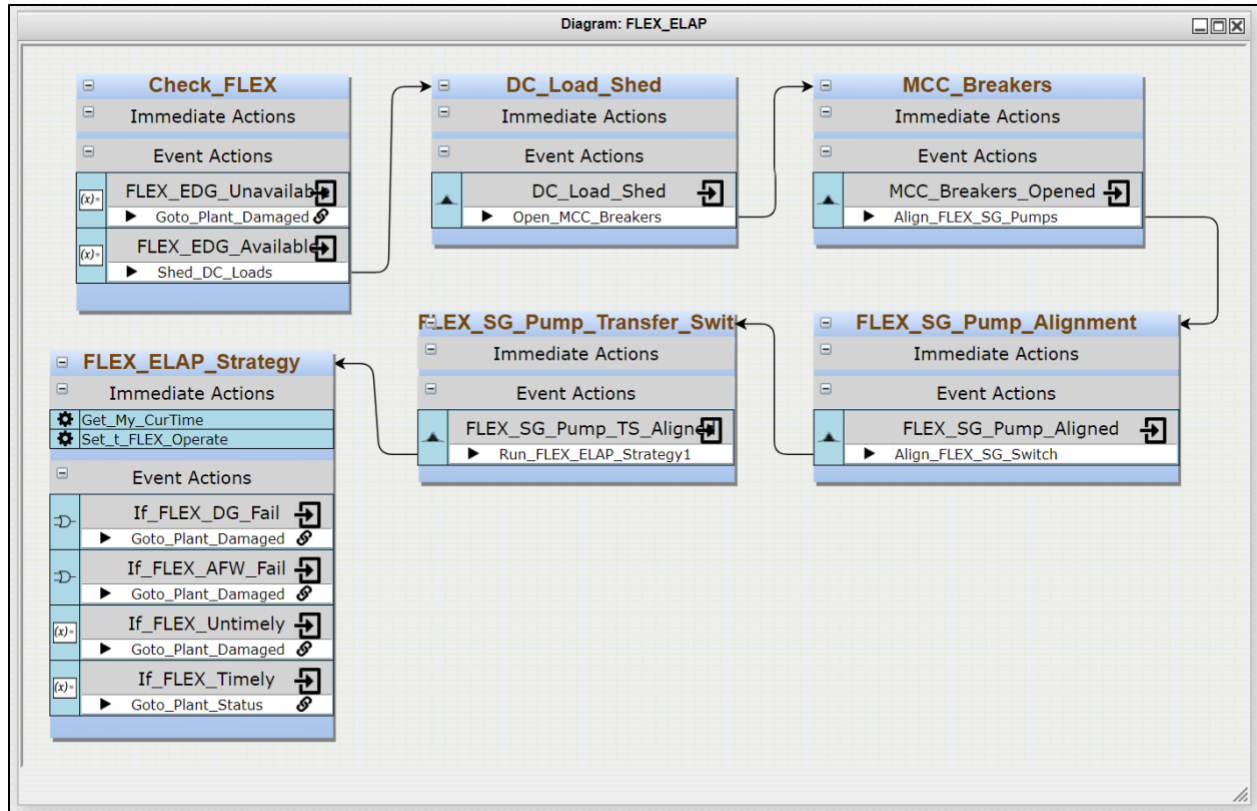 Diagram: FLEX_ELAP
Check_FLEX
Immediate Actions
Event Actions
(x)=
FLEX_EDG_Unavailable
Goto_Plant_Damaged
(x)=
FLEX_EDG_Available
Shed_DC_Loads
DC_Load_Shed
Immediate Actions
Event Actions
DC_Load_Shed
Open_MCC_Breakers
MCC_Breakers
Immediate Actions
Event Actions
MCC_Breakers_Opened
Align_FLEX_SG_Pumps
FLEX_SG_Pump_Alignment
Immediate Actions
Event Actions
FLEX_SG_Pump_Aligned
Align_FLEX_SG_Switch
FLEX_SG_Pump_Transfer_Swit
Immediate Actions
Event Actions
FLEX_SG_Pump_TS_Aligned
Run_FLEX_ELAP_Strategy1
FLEX_ELAP_Strategy
Immediate Actions
Get_My_CurTime
Set_t_FLEX_Operate
Event Actions
If_FLEX_DG_Fail
Goto_Plant_Damaged
If_FLEX_AFW_Fail
Goto_Plant_Damaged
(x)=
If_FLEX_Untimely
Goto_Plant_Damaged
(x)=
If_FLEX_Timely
Goto_Plant_Status